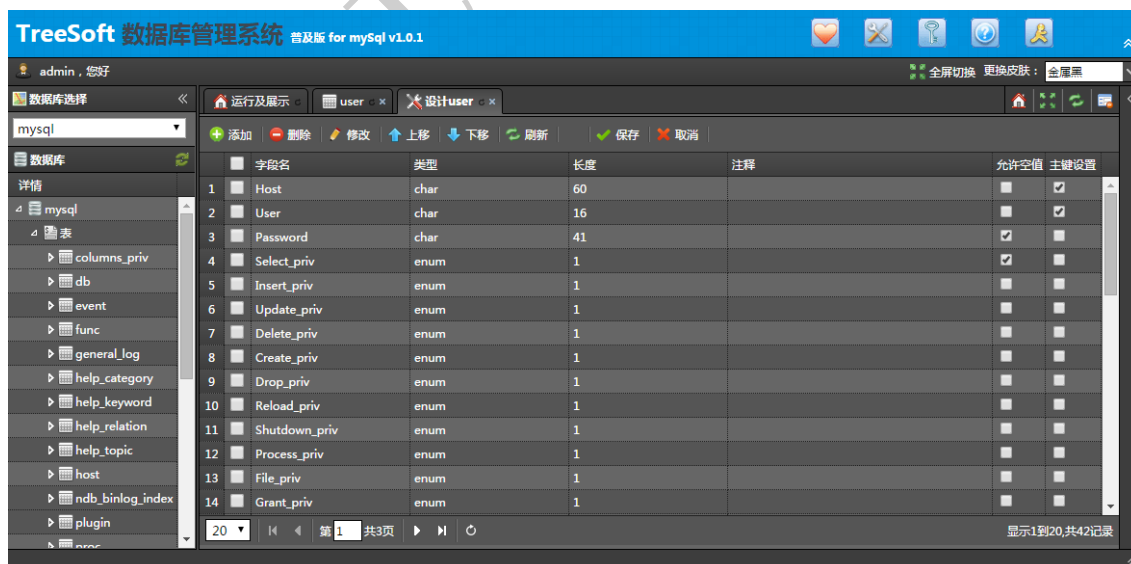 TreeSoft 数据库管理系统 普及版 for mySql v1.0.1
admin，您好 全屏切换 更换皮肤： 金属黑
数据库选择 运行及展示 user 设计user
mysql 添加 删除 修改 上移 下移 刷新 保存 取消
数据库 字段名 类型 长度 注释 允许空值 主键设置
详情
1 Host char 60
mysql
2 User char 16
表
3 Password char 41
columns_priv
4 Select_priv enum 1
db
5 Insert_priv enum 1
event
6 Update_priv enum 1
func
7 Delete_priv enum 1
general_log
8 Create_priv enum 1
help_category
9 Drop_priv enum 1
help_keyword
10 Reload_priv enum 1
help_relation
11 Shutdown_priv enum 1
help_topic
12 Process_priv enum 1
host
13 File_priv enum 1
ndb_binlog_index
14 Grant_priv enum 1
plugin
20 第 1 共3页 显示1到20,共42记录